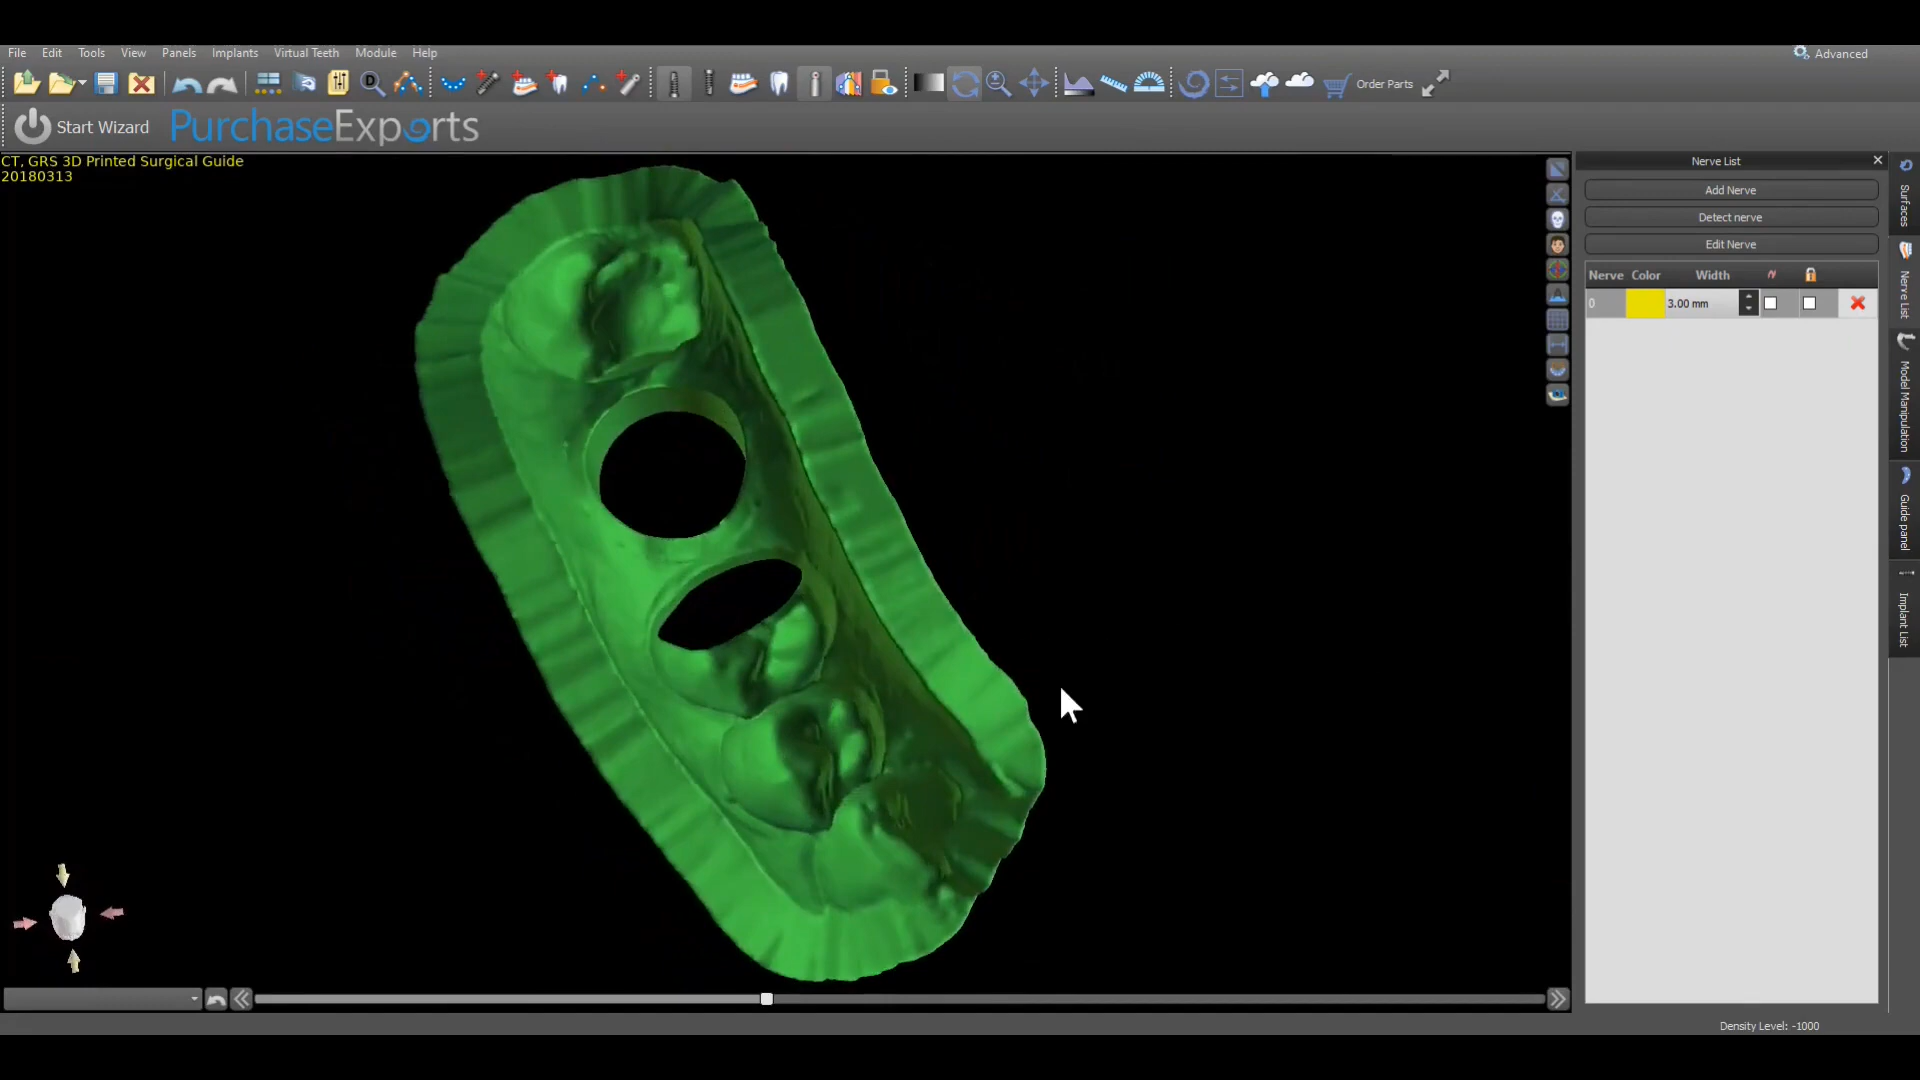 File Edit Tools View Panels Implants Virtual Teeth Module Help
Advanced
D
Order Parts
Start Wizard PurchaseExports
CT, GRS 3D Printed Surgical Guide
20180313
Nerve List
Add Nerve
Detect nerve
Edit Nerve
Nerve Color Width
0 3.00 mm
Surfaces
Nerve List
Model Manipulation
Guide panel
Implant List
Density Level: -1000